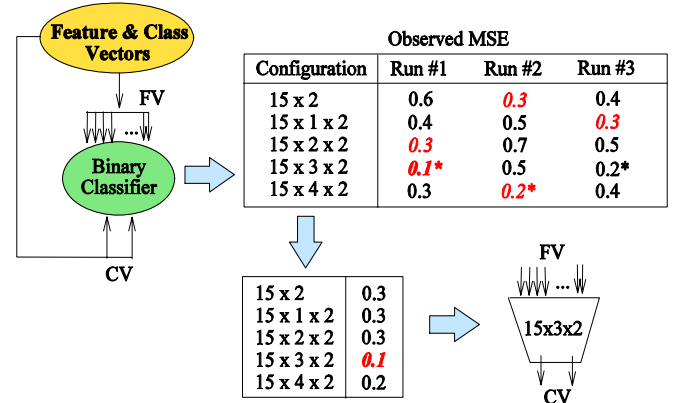 Feature & Class
Vectors
FV
...
Binary
Classifier
CV
Observed MSE
Configuration Run #1 Run #2 Run #3
15 x 2 0.6 0.3 0.4
15 x 1 x 2 0.4 0.5 0.3
15 x 2 x 2 0.3 0.7 0.5
15 x 3 x 2 0.1* 0.5 0.2*
15 x 4 x 2 0.3 0.2* 0.4
15 x 2 0.3
15 x 1 x 2 0.3
15 x 2 x 2 0.3
15 x 3 x 2 0.1
15 x 4 x 2 0.2
FV
...
15x3x2
CV